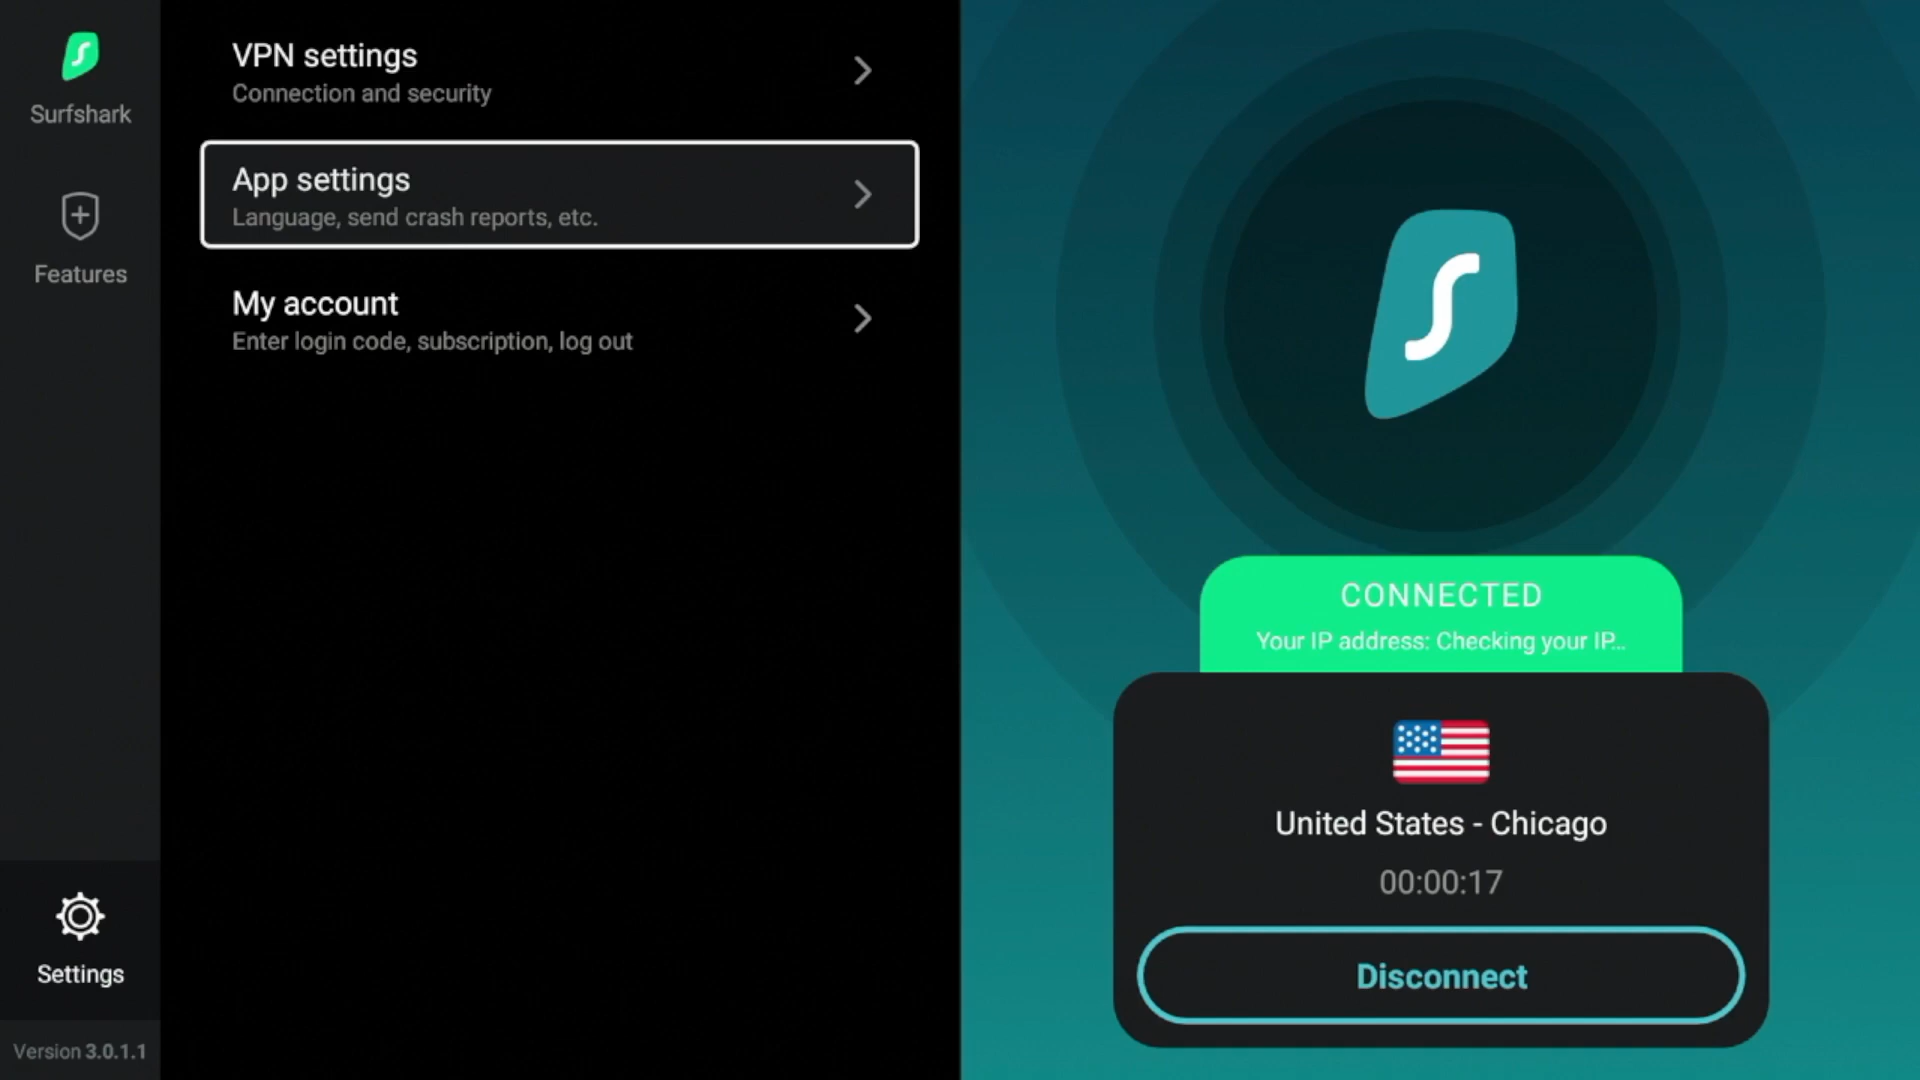 Surfshark
Features
Settings
Version 3.0.1.1
VPN settings
Connection and security
App settings
Language, send crash reports, etc.
My account
Enter login code, subscription, log out
CONNECTED
Your IP address: Checking your IP...
United States - Chicago
00:00:17
Disconnect